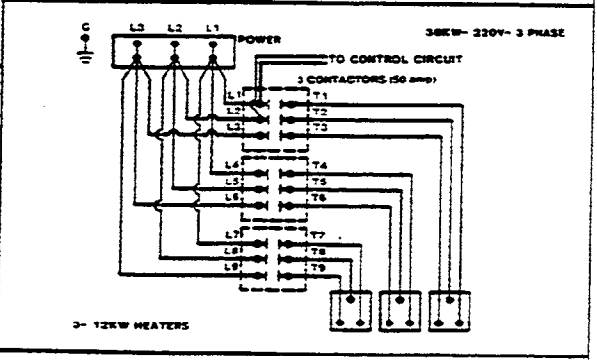 G L3 L2 L1
POWER
36KW- 220V- 3 PHASE
TO CONTROL CIRCUIT
3 CONTACTORS (50 amp)
L1 T1
L2 T2
L3 T3
L4 T4
L5 T5
L6 T6
L7 T7
L8 T8
L9 T9
3- 12KW HEATERS